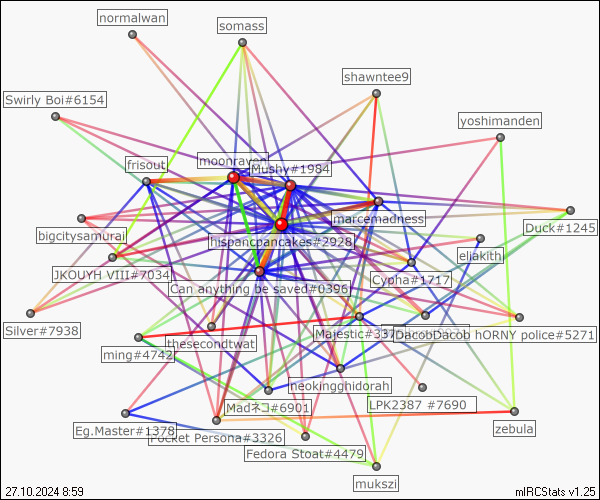 normalwan
somass
shawntee9
Swirly Boi#6154
yoshimanden
frisout
moonraven
Mushy#1984
marcemadness
bigcitysamurai
Duck#1245
hispancpancakes#2928
eliakith
JKOUYH VIII#7034
Cypha#1717
Can anything be saved#0396
Silver#7938
thesecondtwat
Majestic#337
DacobDacob
hORNY police#5271
ming#4742
neokingghidorah
Madネコ#6901
LPK2387 #7690
Eg.Master#1378
Pocket Persona#3326
zebula
Fedora Stoat#4479
mukszi
27.10.2024 8:59
mIRCStats v1.25